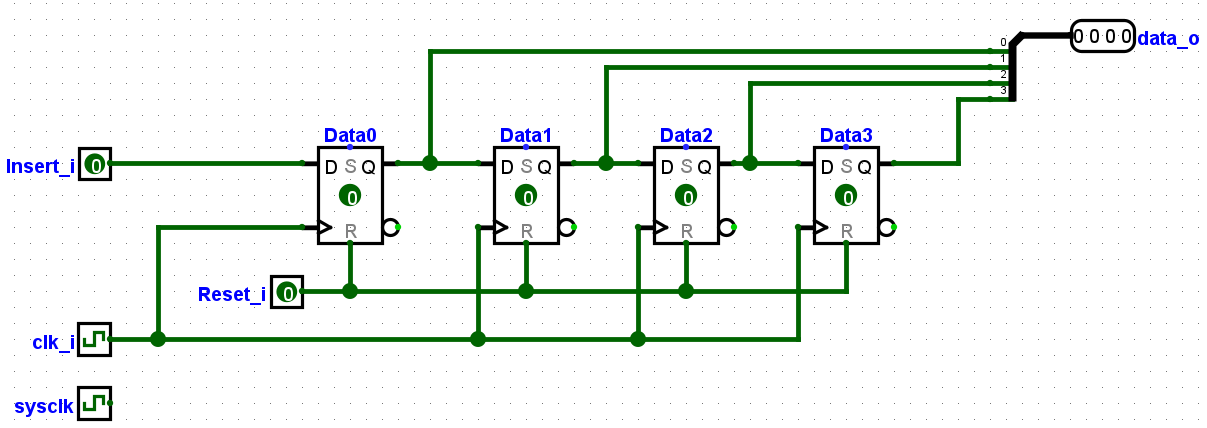 0
0 0 0 0 data_o
1
2
3
Data0 Data1 Data2 Data3
Insert_i 0 D S Q D S Q D S Q D S Q
0 0 0 0
R R R R
Reset_i 0
clk_i
sysclk